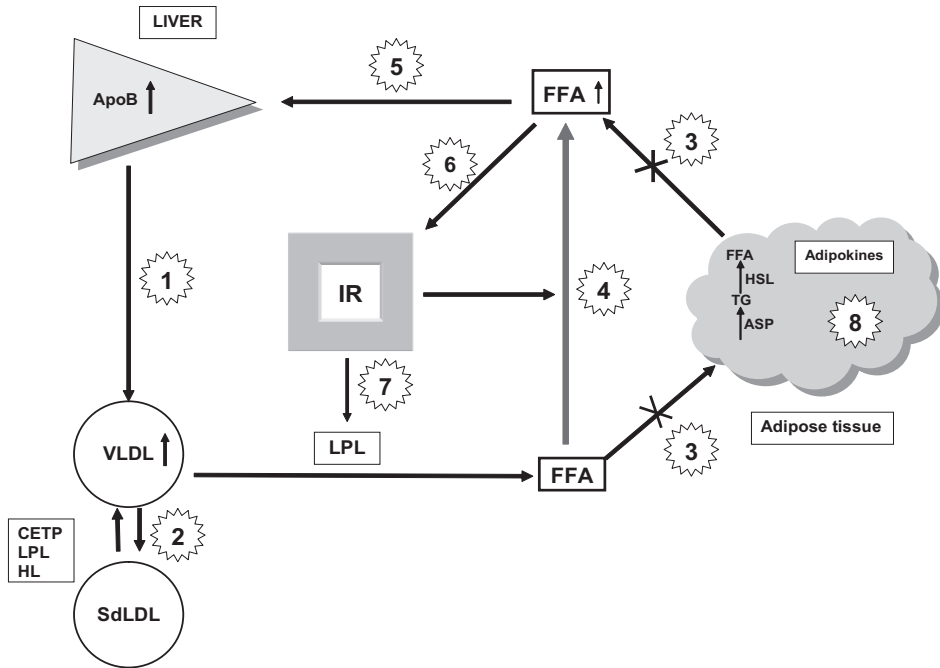 LIVER
ApoB
5
FFA
3
6
1
IR
4
FFA
HSL
TG
ASP
Adipokines
8
7
LPL
Adipose tissue
3
VLDL
FFA
CETP
LPL
HL
2
SdLDL